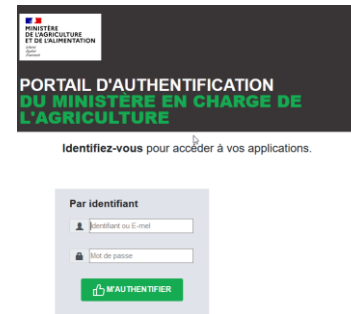 MINISTÈRE
DE L'AGRICULTURE
ET DE L'ALIMENTATION
PORTAIL D'AUTHENTIFICATION
DU MINISTÈRE EN CHARGE DE
L'AGRICULTURE
Identifiez-vous pour accéder à vos applications.
Par identifiant
Identifiant ou E-mel
Mot de passe
M'AUTHENTIFIER